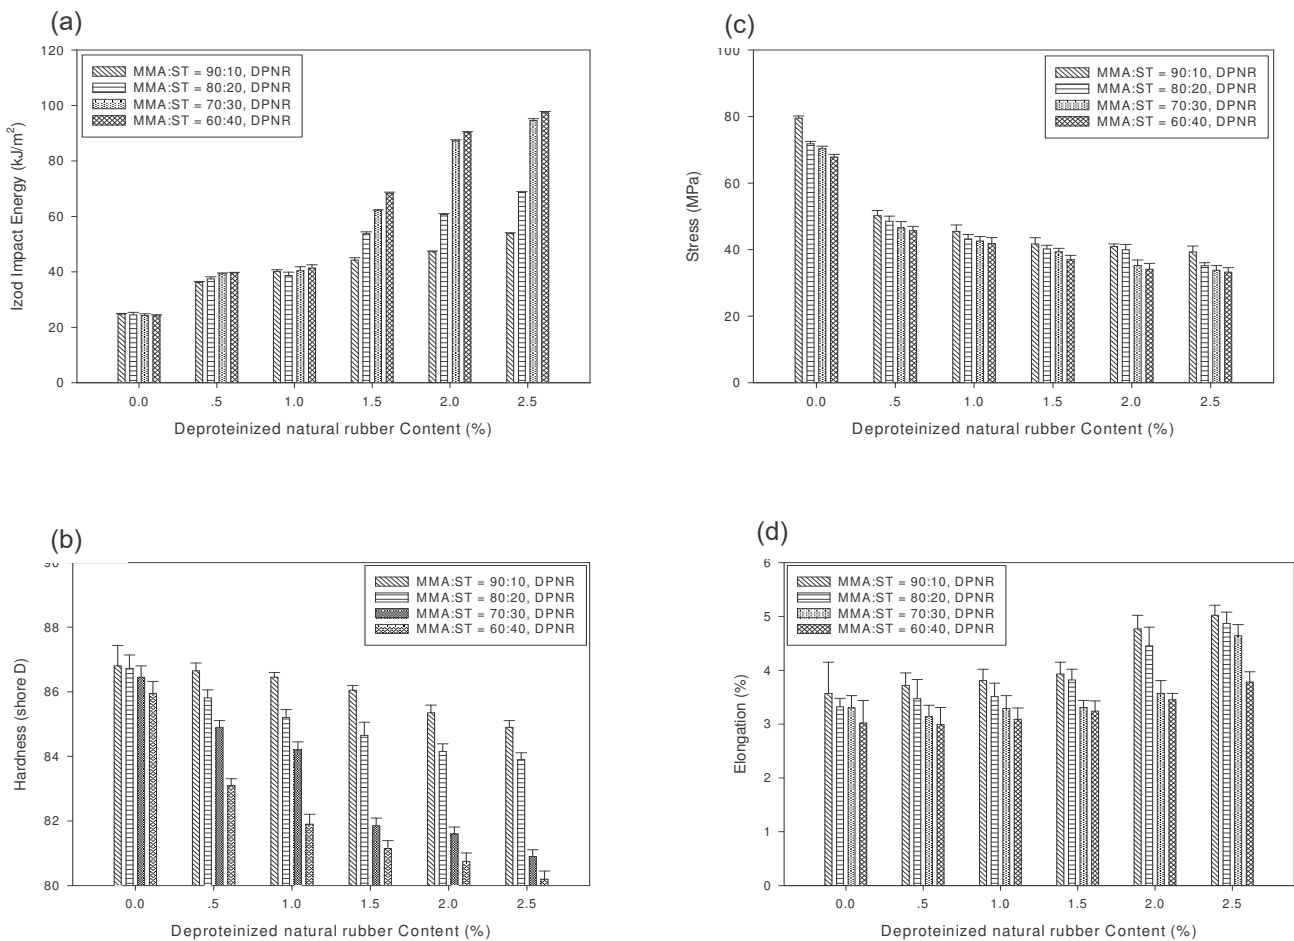 (a)
120
100
80
60
40
20
0
Izod Impact Energy (kJ/m²)
MMA:ST = 90:10, DPNR
MMA:ST = 80:20, DPNR
MMA:ST = 70:30, DPNR
MMA:ST = 60:40, DPNR
0.0 .5 1.0 1.5 2.0 2.5
Deproteinized natural rubber Content (%)
(c)
100
80
60
40
20
0
Stress (MPa)
MMA:ST = 90:10, DPNR
MMA:ST = 80:20, DPNR
MMA:ST = 70:30, DPNR
MMA:ST = 60:40, DPNR
0.0 .5 1.0 1.5 2.0 2.5
Deproteinized natural rubber Content (%)
(b)
90
88
86
84
82
80
Hardness (shore D)
MMA:ST = 90:10, DPNR
MMA:ST = 80:20, DPNR
MMA:ST = 70:30, DPNR
MMA:ST = 60:40, DPNR
0.0 .5 1.0 1.5 2.0 2.5
Deproteinized natural rubber Content (%)
(d)
6
5
4
3
2
1
0
Elongation (%)
MMA:ST = 90:10, DPNR
MMA:ST = 80:20, DPNR
MMA:ST = 70:30, DPNR
MMA:ST = 60:40, DPNR
0.0 .5 1.0 1.5 2.0 2.5
Deproteinized natural rubber Content (%)